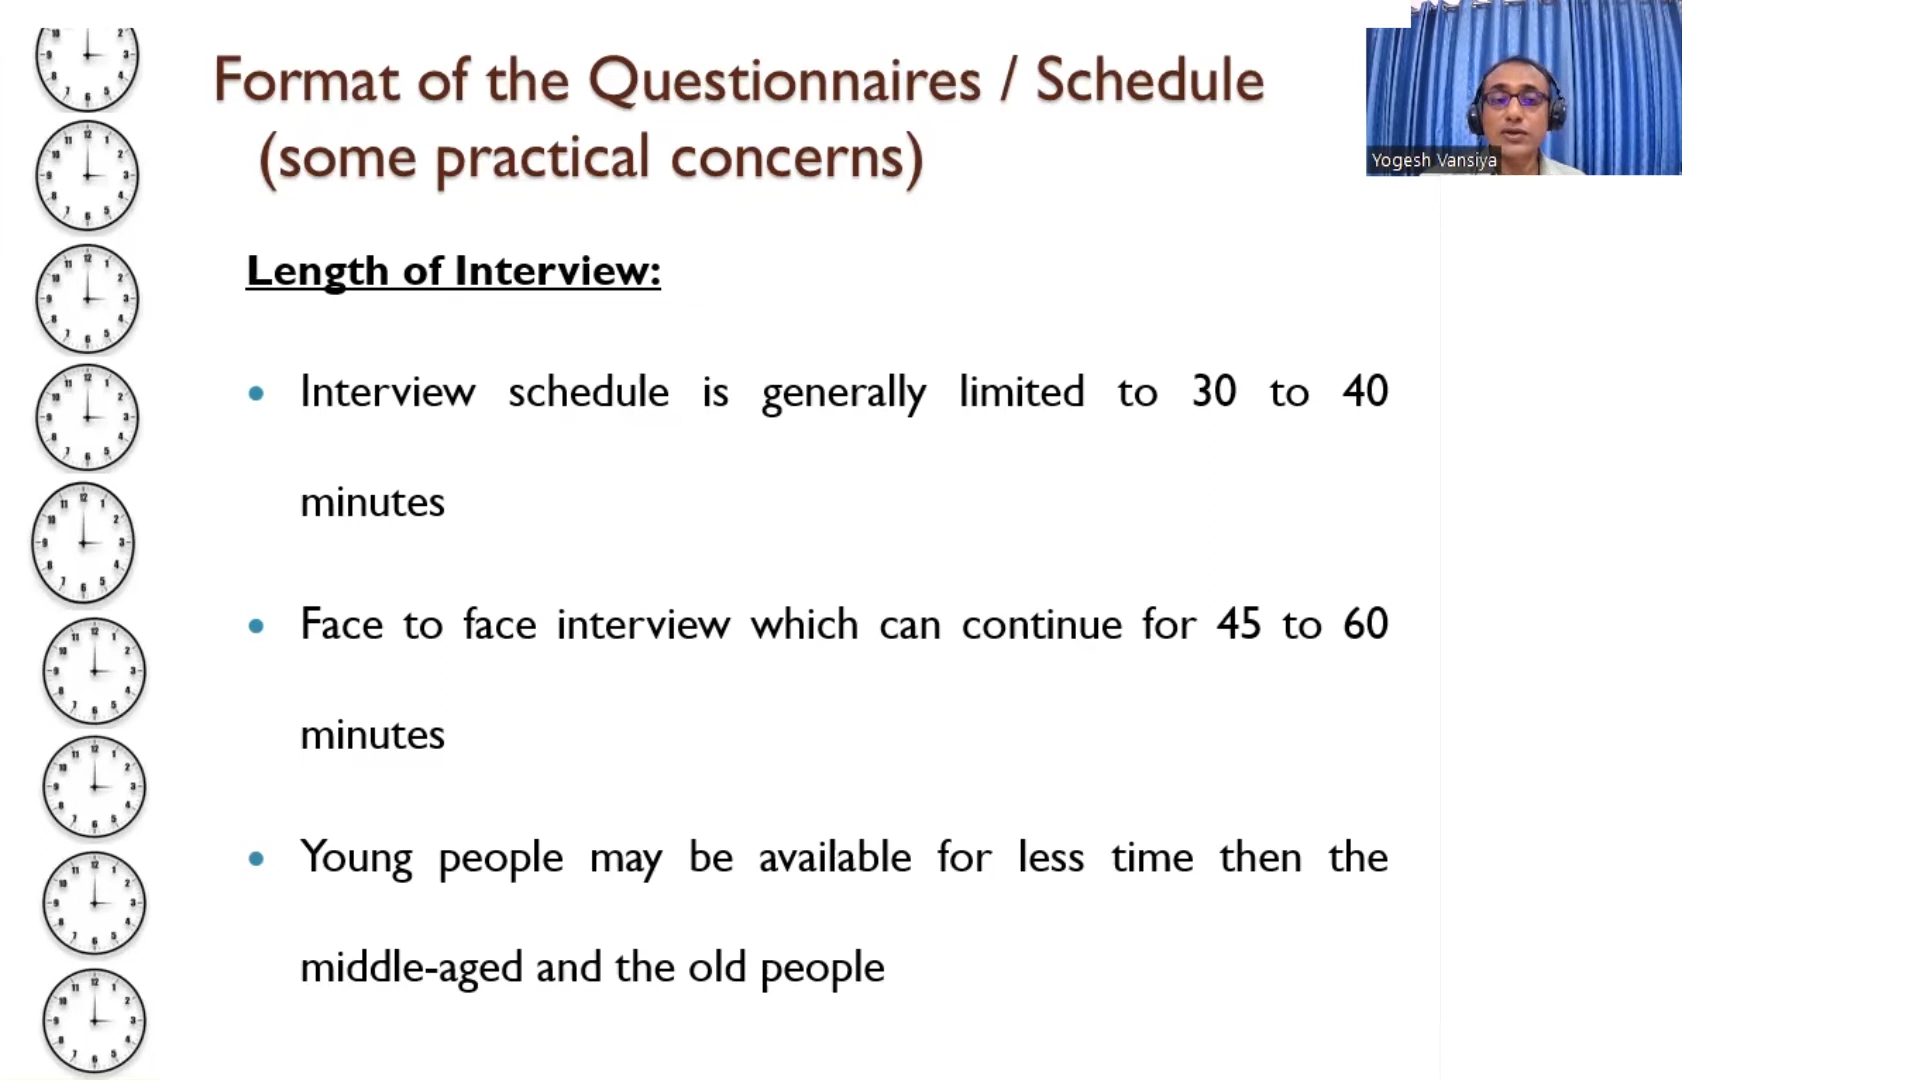 Format of the Questionnaires / Schedule
(some practical concerns)
Yogesh Vansiya
Length of Interview:
Interview schedule is generally limited to 30 to 40
minutes
Face to face interview which can continue for 45 to 60
minutes
Young people may be available for less time then the
middle-aged and the old people